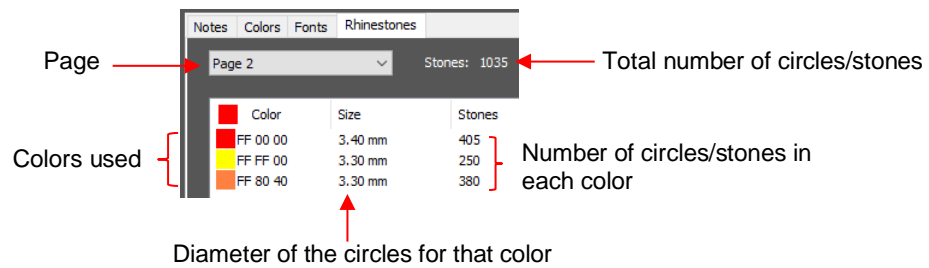 Notes Colors Fonts Rhinestones
Page
Page 2
Stones: 1035
Total number of circles/stones
Color Size Stones
FF 00 00 3.40 mm 405
FF FF 00 3.30 mm 250
FF 80 40 3.30 mm 380
Colors used
Number of circles/stones in
each color
Diameter of the circles for that color